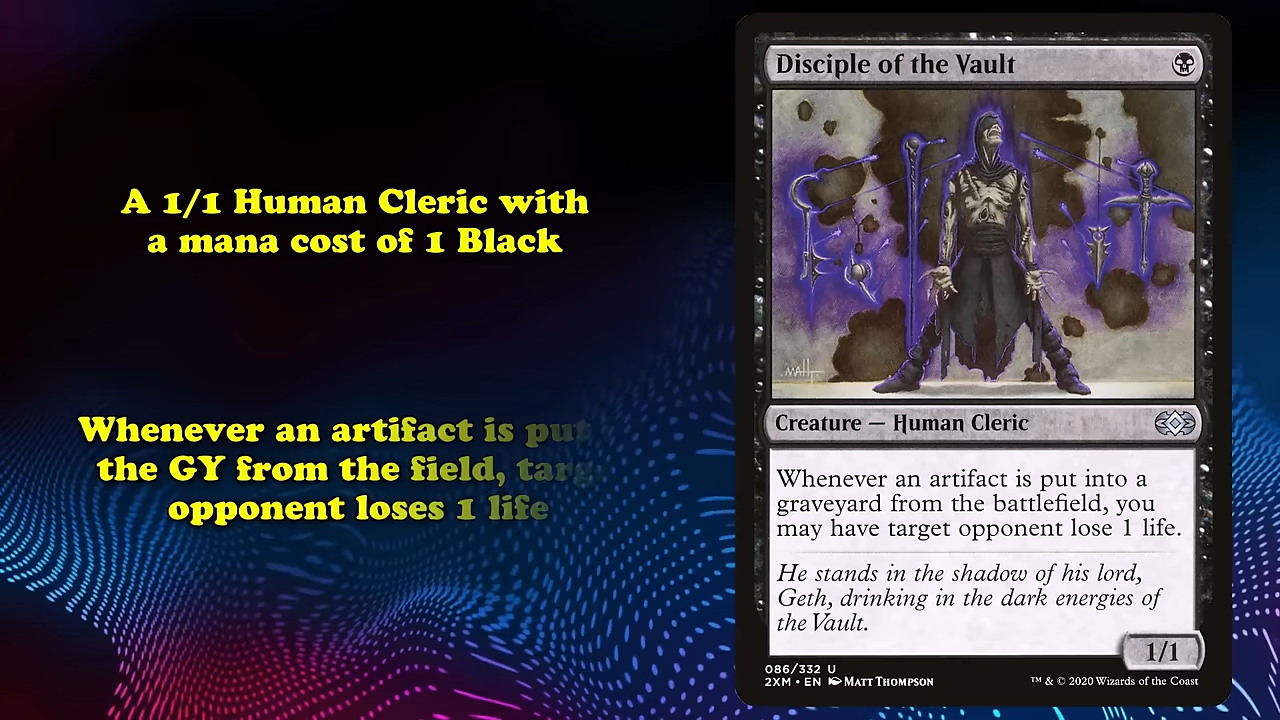 A 1/1 Human Cleric with
a mana cost of 1 Black
Whenever an artifact is put
the GY from the field,
opponent loses 1 life
Disciple of the Vault
MATT
Creature — Human Cleric
Whenever an artifact is put into a
graveyard from the battlefield, you
may have target opponent lose 1 life.
He stands in the shadow of his lord,
Geth, drinking in the dark energies of
the Vault.
1/1
086/332 U
2XM • EN Matt Thompson
™ & © 2020 Wizards of the Coast